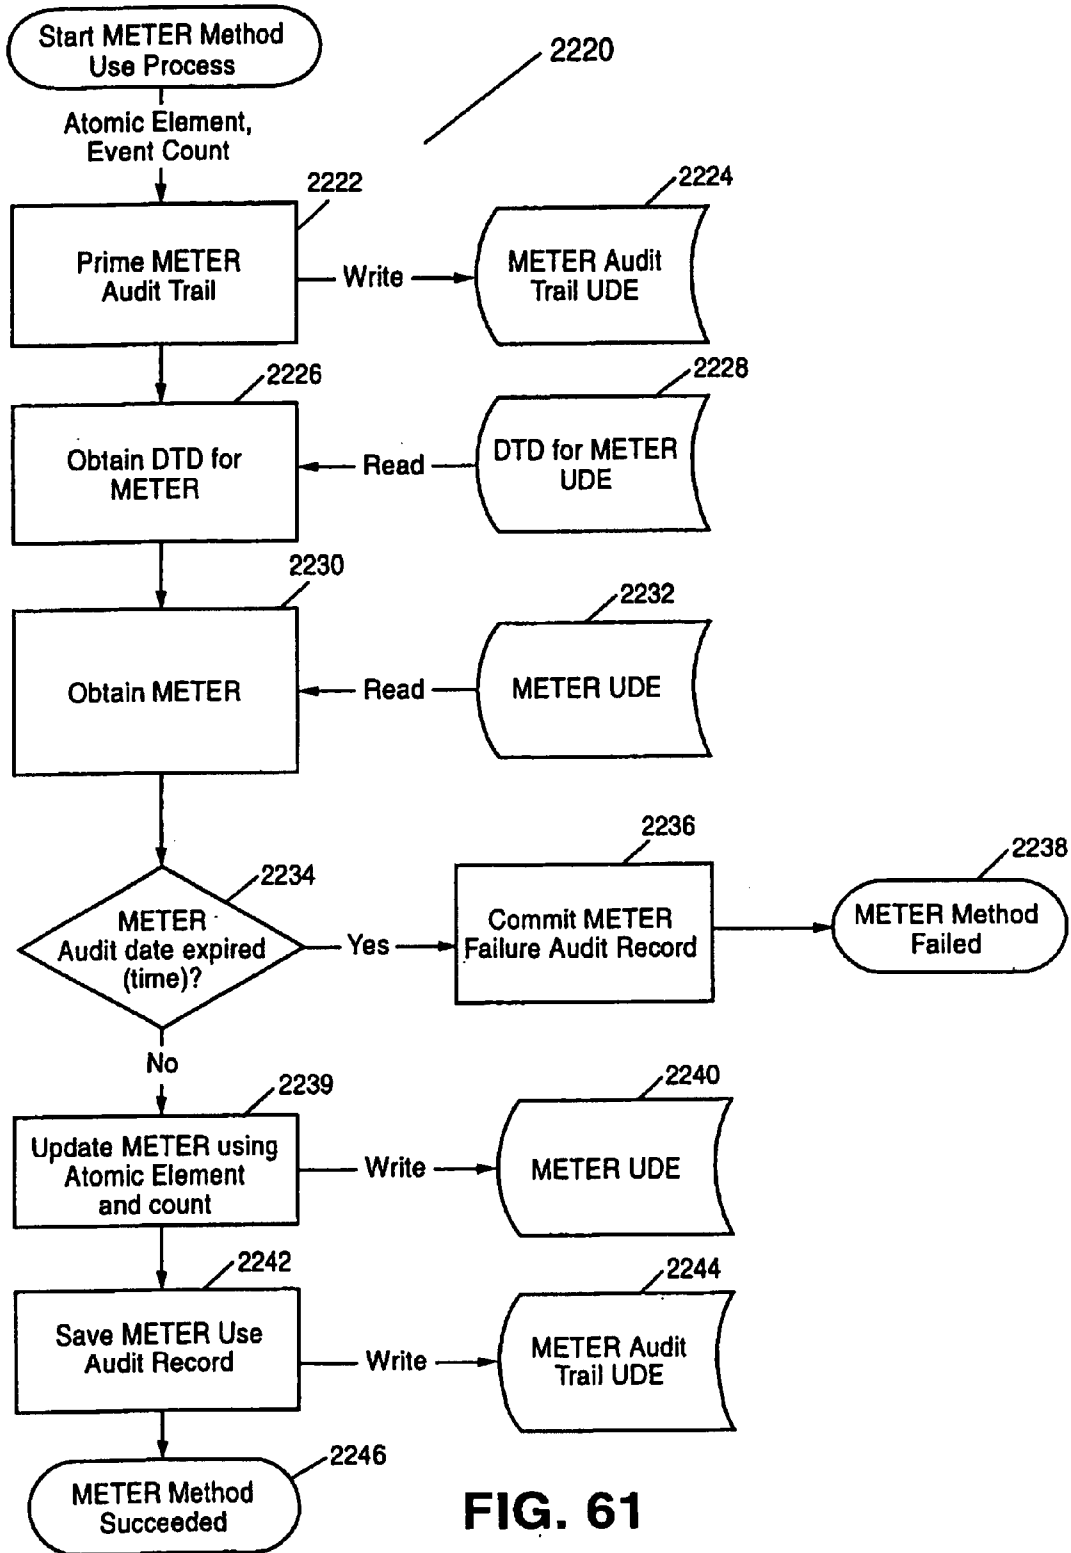 Start METER Method
Use Process
2220
Atomic Element,
Event Count
2222
2224
Prime METER
Audit Trail
Write
METER Audit
Trail UDE
2226
2228
Obtain DTD for
METER
Read
DTD for METER
UDE
2230
2232
Obtain METER
Read
METER UDE
2234
2236
2238
METER
Audit date expired
(time)?
Yes
Commit METER
Failure Audit Record
METER Method
Failed
No
2239
2240
Update METER using
Atomic Element
and count
Write
METER UDE
2242
2244
Save METER Use
Audit Record
Write
METER Audit
Trail UDE
2246
METER Method
Succeeded
FIG. 61